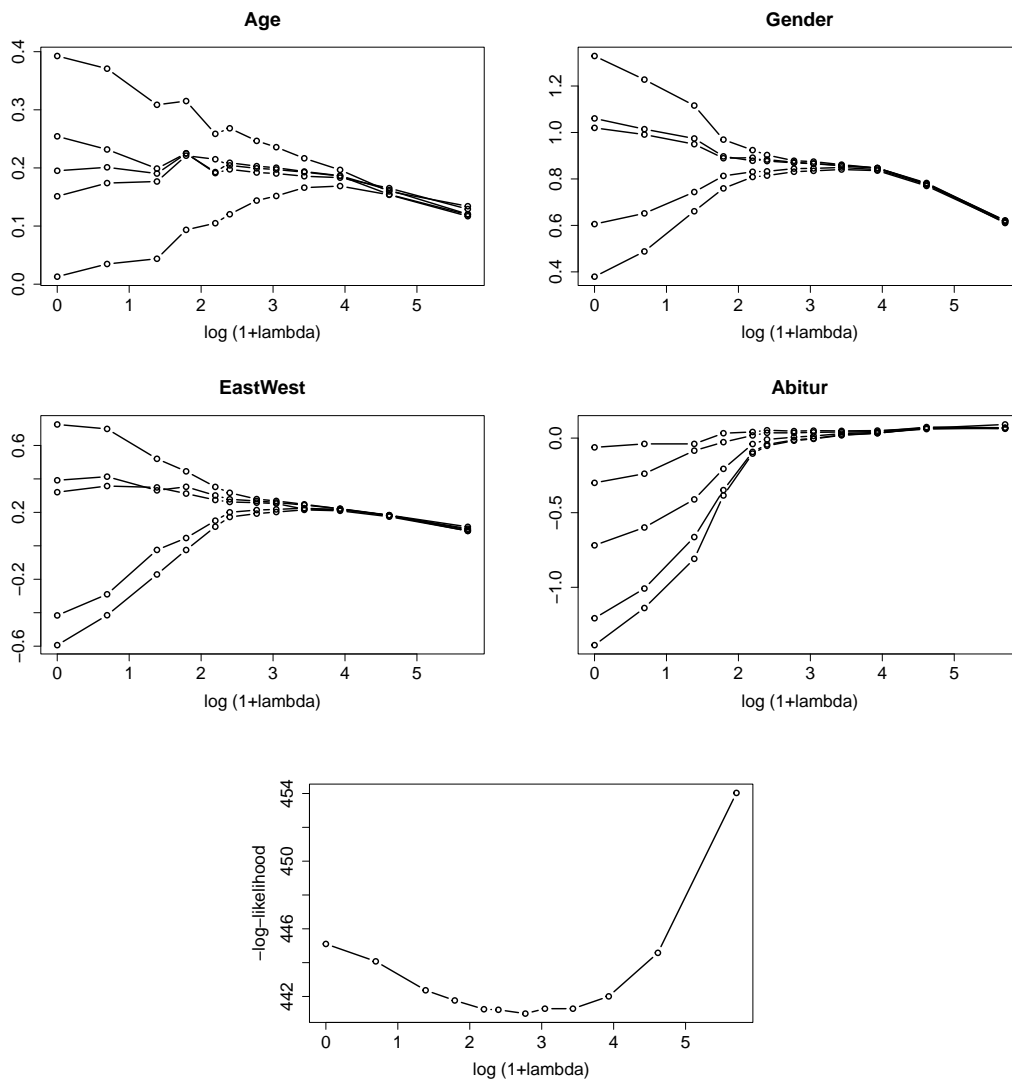 Age
0.4
0.3
0.2
0.1
0.0
0 1 2 3 4 5
log (1+lambda)
Gender
1.2
1.0
0.8
0.6
0.4
0 1 2 3 4 5
log (1+lambda)
EastWest
0.6
0.2
−0.2
−0.6
0 1 2 3 4 5
log (1+lambda)
Abitur
0.0
−0.5
−1.0
0 1 2 3 4 5
log (1+lambda)
−log−likelihood
454
450
446
442
0 1 2 3 4 5
log (1+lambda)